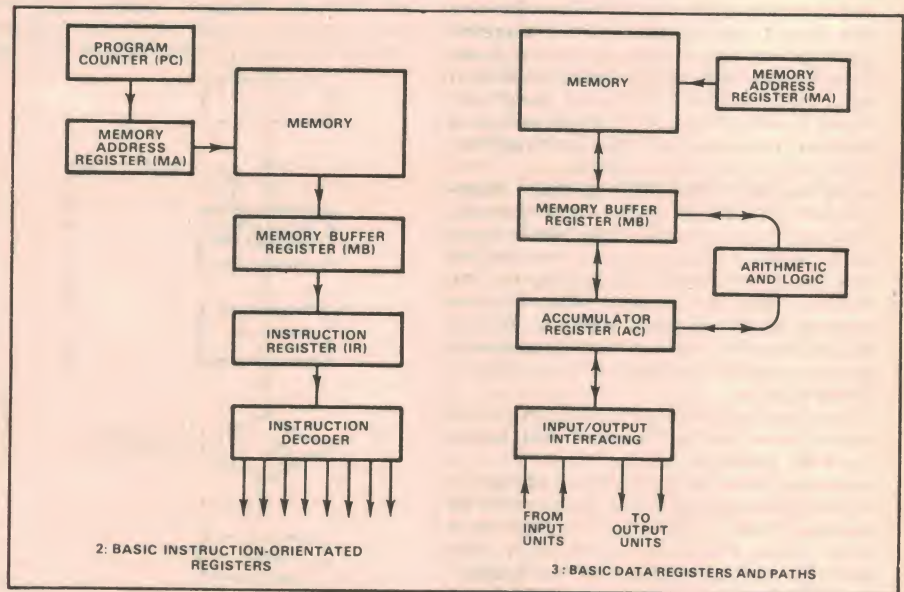 PROGRAM
COUNTER (PC)
MEMORY
ADDRESS
REGISTER (MA)
MEMORY
MEMORY BUFFER
REGISTER (MB)
INSTRUCTION
REGISTER (IR)
INSTRUCTION
DECODER
2: BASIC INSTRUCTION-ORIENTATED
REGISTERS
MEMORY
MEMORY
ADDRESS
REGISTER (MA)
MEMORY BUFFER
REGISTER (MB)
ARITHMETIC
AND LOGIC
ACCUMULATOR
REGISTER (AC)
INPUT/OUTPUT
INTERFACING
FROM
INPUT
UNITS
TO
OUTPUT
UNITS
3: BASIC DATA REGISTERS AND PATHS